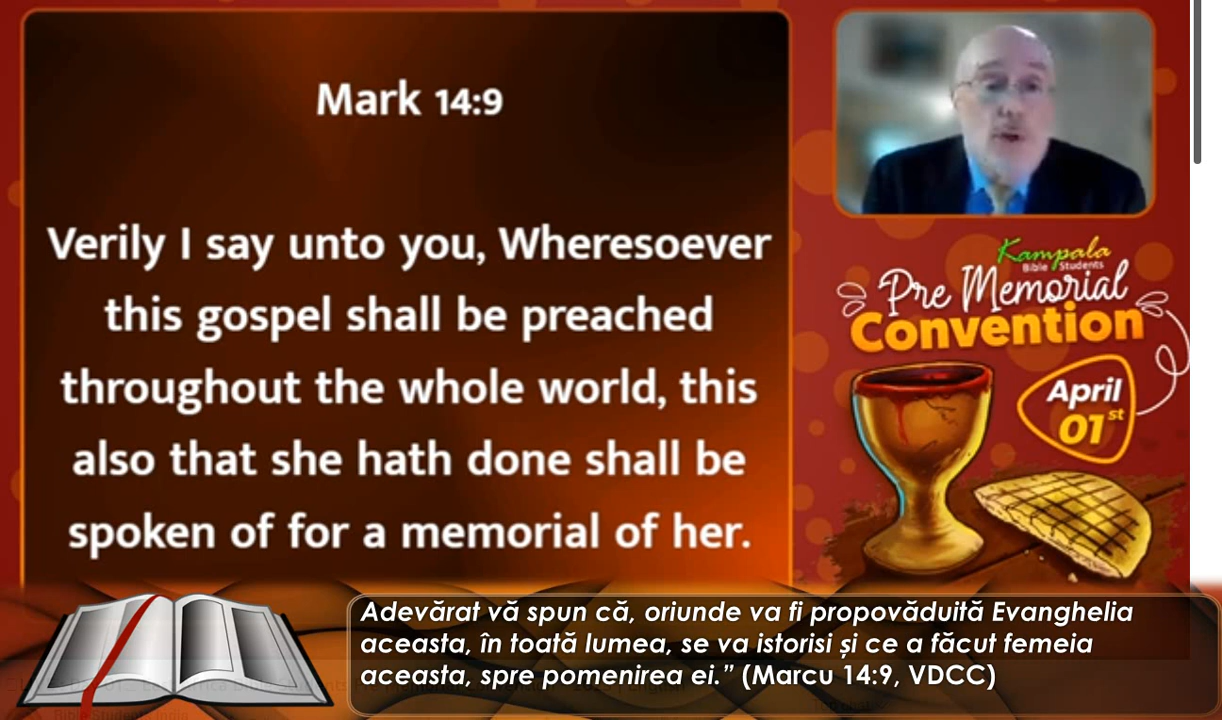 Mark 14:9
Verily I say unto you, Wheresoever
this gospel shall be preached
throughout the whole world, this
also that she hath done shall be
spoken of for a memorial of her.
Kampala
Bible Students
Pre Memorial
Convention
April
01st
Adevărat vă spun că, oriunde va fi propovăduită Evanghelia
aceasta, în toată lumea, se va istorisi și ce a făcut femeia
aceasta, spre pomenirea ei.” (Marcu 14:9, VDCC)